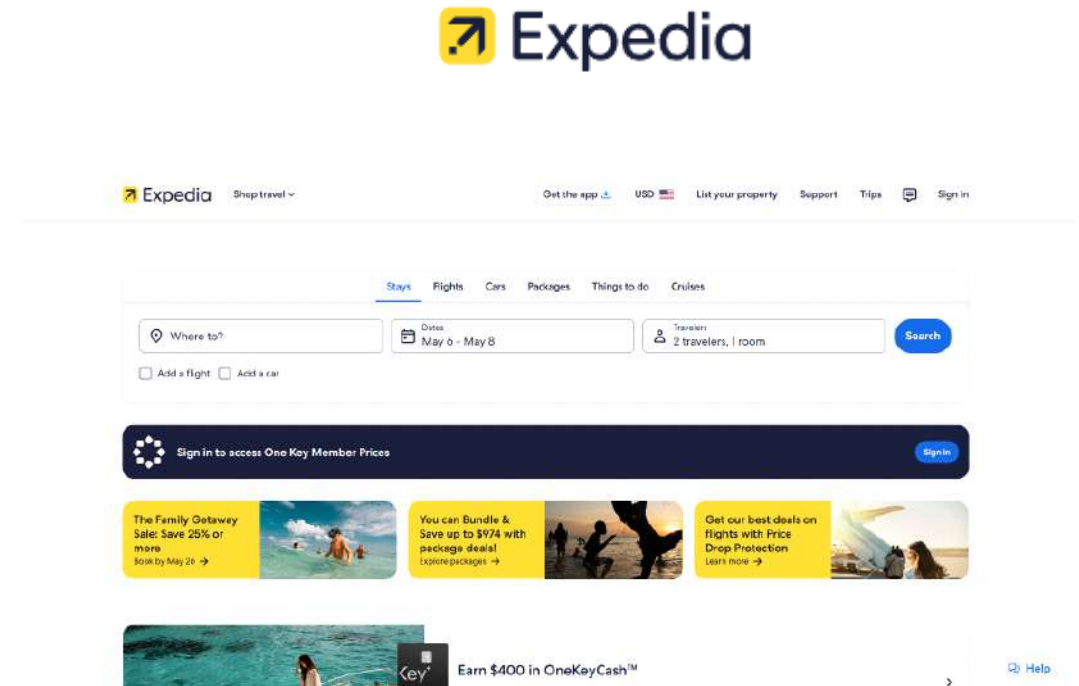 Expedia
Expedia Shop travel Get the app USD List your property Support Trips Sign in
Stays Flights Cars Packages Things to do Cruises
Where to?
Dates
May 6 - May 8
Travelers
2 travelers, 1 room
Search
Add a flight Add a car
Sign in to access One Key Member Prices
Sign in
The Family Getaway
Sale: Save 25% or
more
Book by May 26 →
You can Bundle &
Save up to $974 with
package deals!
Explore packages →
Get our best deals on
flights with Price
Drop Protection
Learn more →
Key
Earn $400 in OneKeyCash™
Help